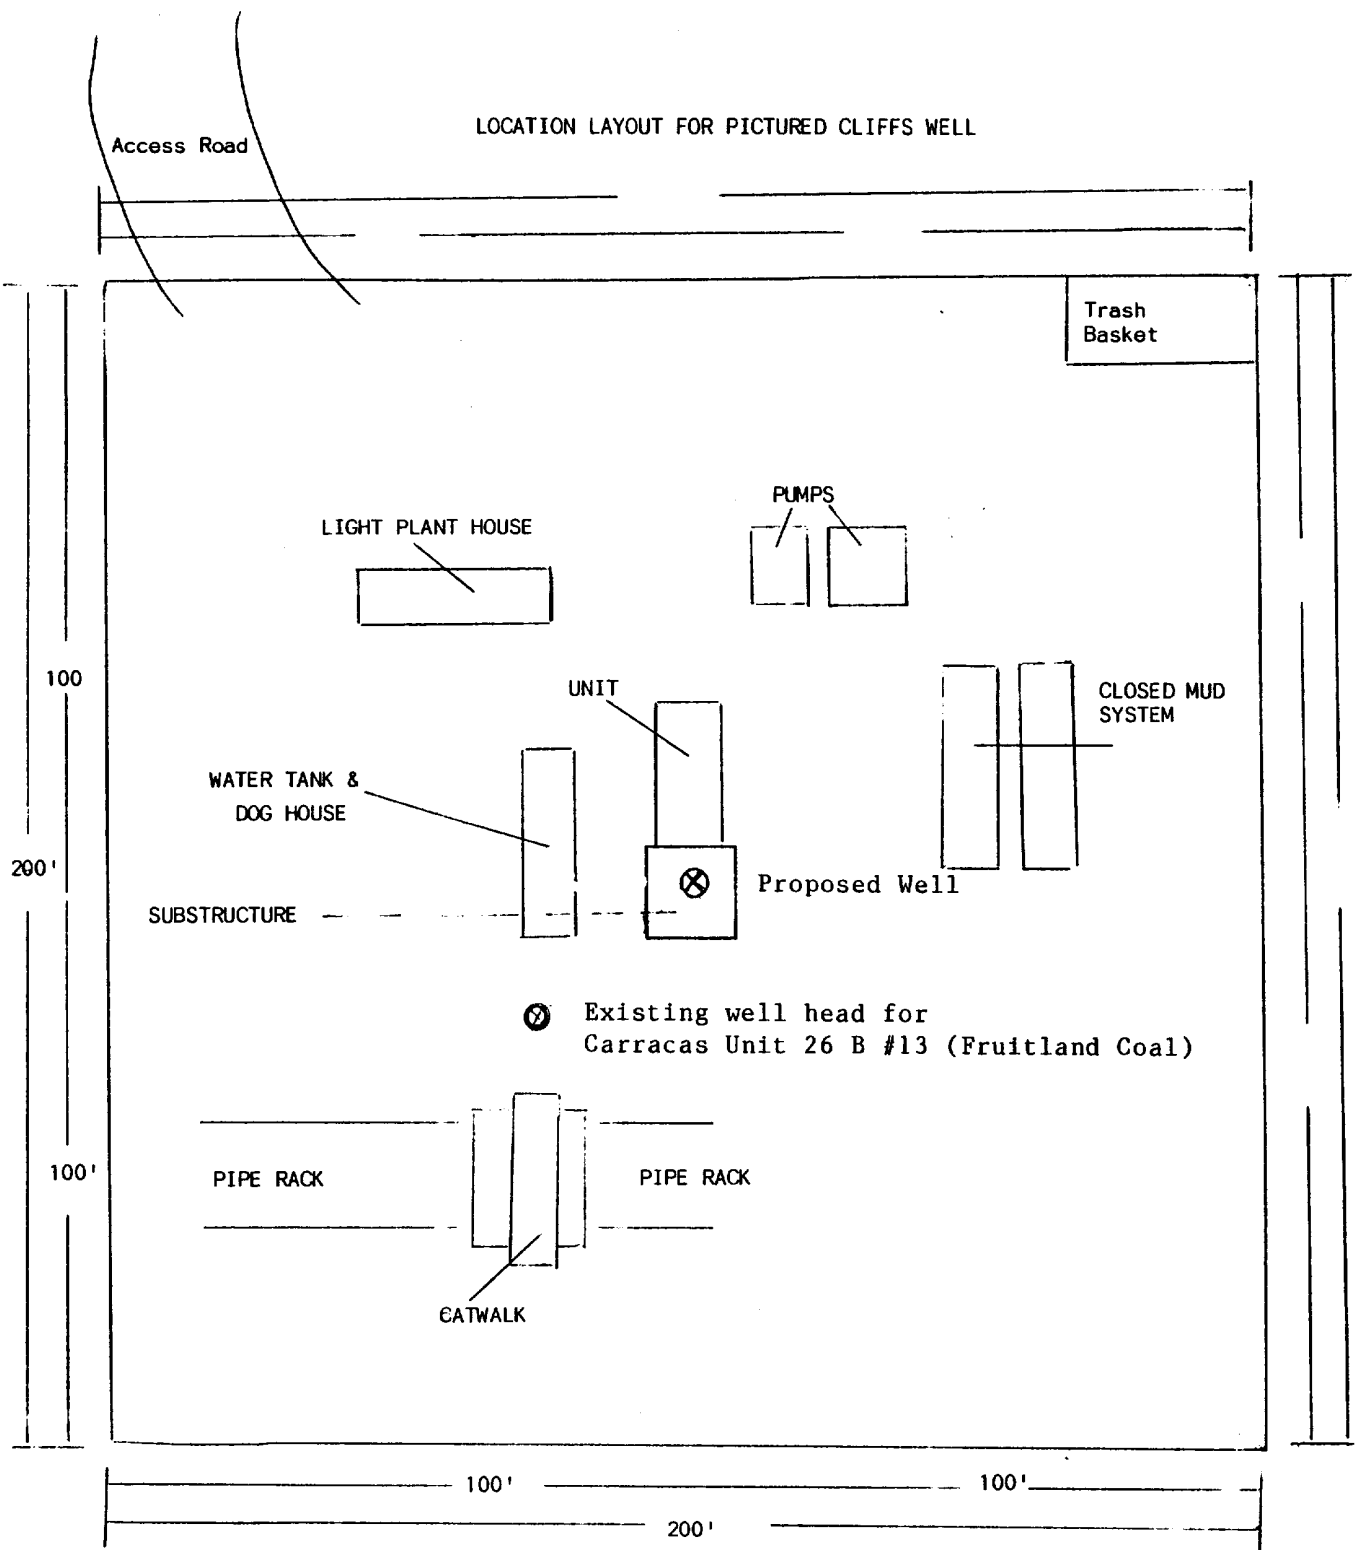 LOCATION LAYOUT FOR PICTURED CLIFFS WELL
Access Road
Trash
Basket
PUMPS
LIGHT PLANT HOUSE
100
UNIT
CLOSED MUD
SYSTEM
WATER TANK &
DOG HOUSE
200'
Proposed Well
SUBSTRUCTURE
Existing well head for
Carracas Unit 26 B #13 (Fruitland Coal)
100'
PIPE RACK
PIPE RACK
CATWALK
100'
100'
200'